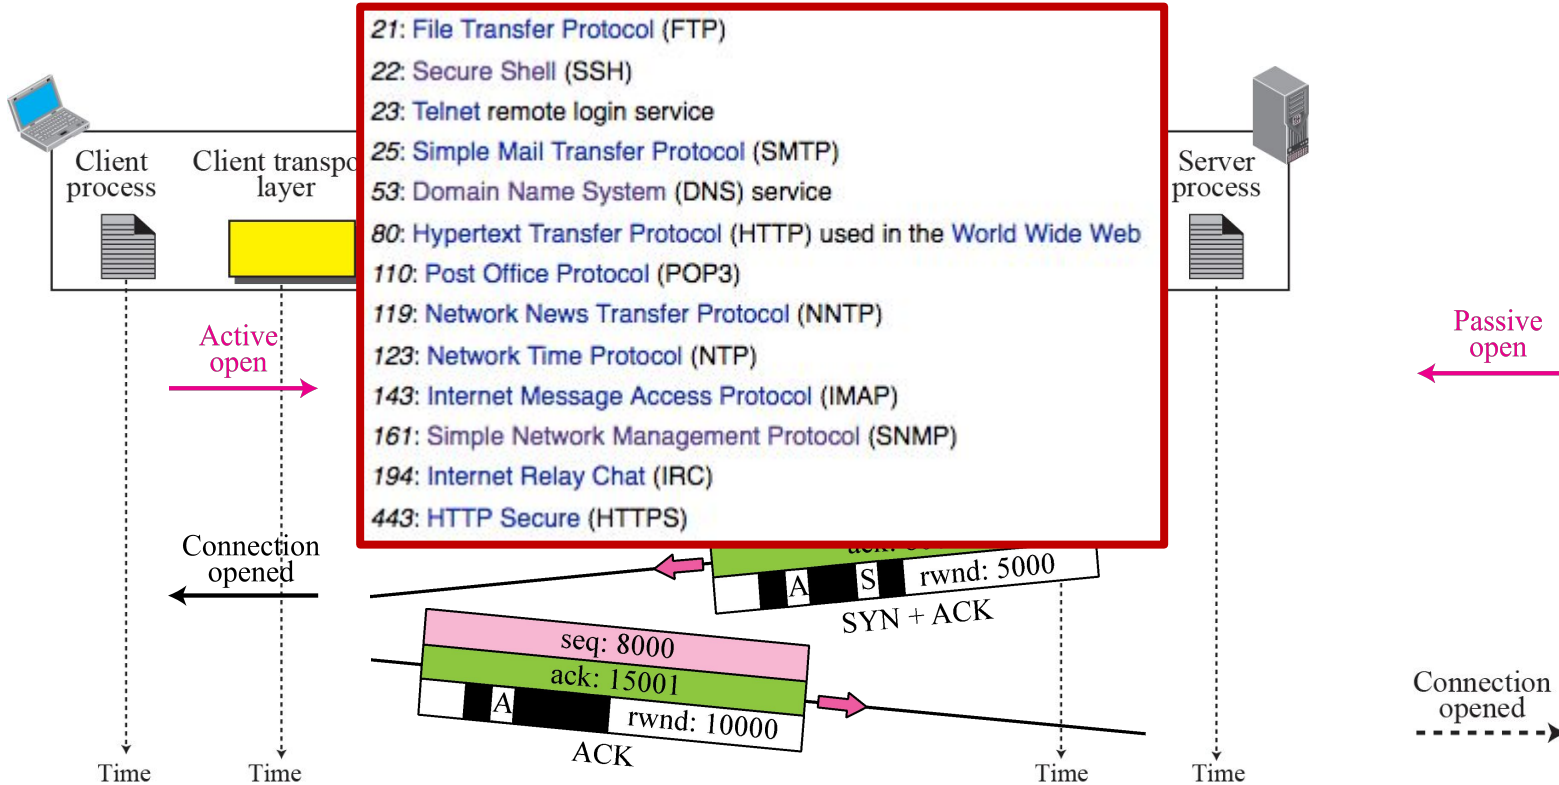 21: File Transfer Protocol (FTP)
22: Secure Shell (SSH)
23: Telnet remote login service
25: Simple Mail Transfer Protocol (SMTP)
53: Domain Name System (DNS) service
80: Hypertext Transfer Protocol (HTTP) used in the World Wide Web
110: Post Office Protocol (POP3)
119: Network News Transfer Protocol (NNTP)
123: Network Time Protocol (NTP)
143: Internet Message Access Protocol (IMAP)
161: Simple Network Management Protocol (SNMP)
194: Internet Relay Chat (IRC)
443: HTTP Secure (HTTPS)
Client
process
Client transpo
layer
Server
process
Active
open
Passive
open
Connection
opened
ack:
A
S
rwnd: 5000
SYN + ACK
seq: 8000
ack: 15001
A
rwnd: 10000
ACK
Connection
opened
Time
Time
Time
Time